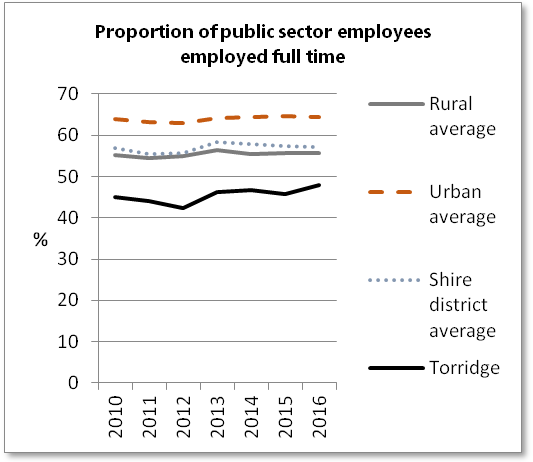 Proportion of public sector employees
employed full time
70
60
50
40
30
20
10
0
%
2010
2011
2012
2013
2014
2015
2016
Rural
average
Urban
average
Shire
district
average
Torridge